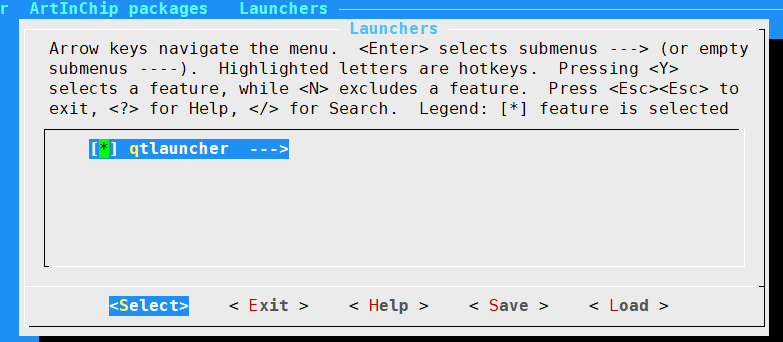 r  ArtInChip packages   Launchers
Launchers
Arrow keys navigate the menu.  <Enter> selects submenus ---> (or empty
submenus ----).  Highlighted letters are hotkeys.  Pressing <Y>
selects a feature, while <N> excludes a feature.  Press <Esc><Esc> to
exit, <?> for Help, </> for Search.  Legend: [*] feature is selected
[*] qtlauncher  --->
<Select>    < Exit >    < Help >    < Save >    < Load >